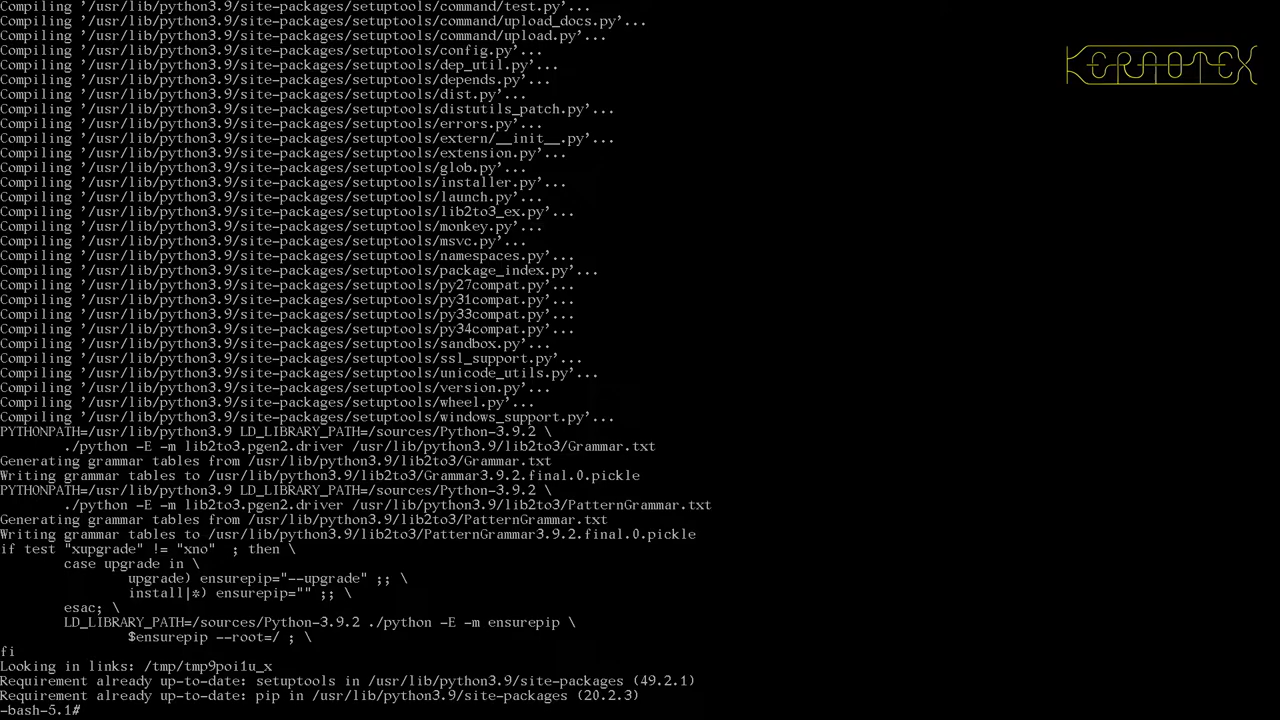 Compiling '/usr/lib/python3.9/site-packages/setuptools/command/test.py'...
Compiling '/usr/lib/python3.9/site-packages/setuptools/command/upload_docs.py'...
Compiling '/usr/lib/python3.9/site-packages/setuptools/command/upload.py'...
Compiling '/usr/lib/python3.9/site-packages/setuptools/config.py'...
Compiling '/usr/lib/python3.9/site-packages/setuptools/dep_util.py'...
Compiling '/usr/lib/python3.9/site-packages/setuptools/depends.py'...
Compiling '/usr/lib/python3.9/site-packages/setuptools/dist.py'...
Compiling '/usr/lib/python3.9/site-packages/setuptools/distutils_patch.py'...
Compiling '/usr/lib/python3.9/site-packages/setuptools/errors.py'...
Compiling '/usr/lib/python3.9/site-packages/setuptools/extern/__init__.py'...
Compiling '/usr/lib/python3.9/site-packages/setuptools/extension.py'...
Compiling '/usr/lib/python3.9/site-packages/setuptools/glob.py'...
Compiling '/usr/lib/python3.9/site-packages/setuptools/installer.py'...
Compiling '/usr/lib/python3.9/site-packages/setuptools/launch.py'...
Compiling '/usr/lib/python3.9/site-packages/setuptools/lib2to3_ex.py'...
Compiling '/usr/lib/python3.9/site-packages/setuptools/monkey.py'...
Compiling '/usr/lib/python3.9/site-packages/setuptools/msvc.py'...
Compiling '/usr/lib/python3.9/site-packages/setuptools/namespaces.py'...
Compiling '/usr/lib/python3.9/site-packages/setuptools/package_index.py'...
Compiling '/usr/lib/python3.9/site-packages/setuptools/py27compat.py'...
Compiling '/usr/lib/python3.9/site-packages/setuptools/py31compat.py'...
Compiling '/usr/lib/python3.9/site-packages/setuptools/py33compat.py'...
Compiling '/usr/lib/python3.9/site-packages/setuptools/py34compat.py'...
Compiling '/usr/lib/python3.9/site-packages/setuptools/sandbox.py'...
Compiling '/usr/lib/python3.9/site-packages/setuptools/ssl_support.py'...
Compiling '/usr/lib/python3.9/site-packages/setuptools/unicode_utils.py'...
Compiling '/usr/lib/python3.9/site-packages/setuptools/version.py'...
Compiling '/usr/lib/python3.9/site-packages/setuptools/wheel.py'...
Compiling '/usr/lib/python3.9/site-packages/setuptools/windows_support.py'...
PYTHONPATH=/usr/lib/python3.9 LD_LIBRARY_PATH=/sources/Python-3.9.2 \
./python -E -m lib2to3.pgen2.driver /usr/lib/python3.9/lib2to3/Grammar.txt
Generating grammar tables from /usr/lib/python3.9/lib2to3/Grammar.txt
Writing grammar tables to /usr/lib/python3.9/lib2to3/Grammar3.9.2.final.0.pickle
PYTHONPATH=/usr/lib/python3.9 LD_LIBRARY_PATH=/sources/Python-3.9.2 \
./python -E -m lib2to3.pgen2.driver /usr/lib/python3.9/lib2to3/PatternGrammar.txt
Generating grammar tables from /usr/lib/python3.9/lib2to3/PatternGrammar.txt
Writing grammar tables to /usr/lib/python3.9/lib2to3/PatternGrammar3.9.2.final.0.pickle
if test "xupgrade" != "xno"  ; then \
case upgrade in \
upgrade) ensurepip="--upgrade" ;; \
install|*) ensurepip="" ;; \
esac; \
LD_LIBRARY_PATH=/sources/Python-3.9.2 ./python -E -m ensurepip \
$ensurepip --root=/ ; \
fi
Looking in links: /tmp/tmp9poi1u_x
Requirement already up-to-date: setuptools in /usr/lib/python3.9/site-packages (49.2.1)
Requirement already up-to-date: pip in /usr/lib/python3.9/site-packages (20.2.3)
-bash-5.1#
KERNOTEX